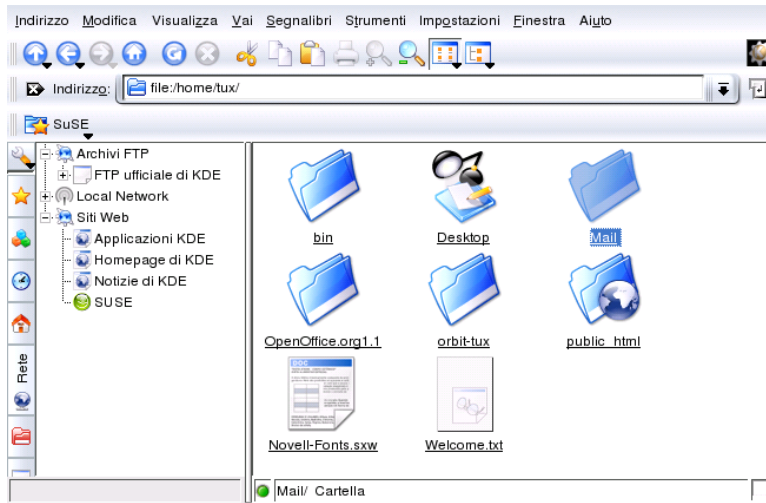 Indirizzo Modifica Visualizza Vai Segnalibri Strumenti Impostazioni Finestra Aiuto
Indirizzo: file:/home/tux/
SuSE
Archivi FTP
FTP ufficiale di KDE
Local Network
Siti Web
Applicazioni KDE
Homepage di KDE
Notizie di KDE
SUSE
Rete
bin Desktop Mail
OpenOffice.org1.1 orbit-tux public_html
DOC
Novell-Fonts.sxw Welcome.txt
Mail/ Cartella